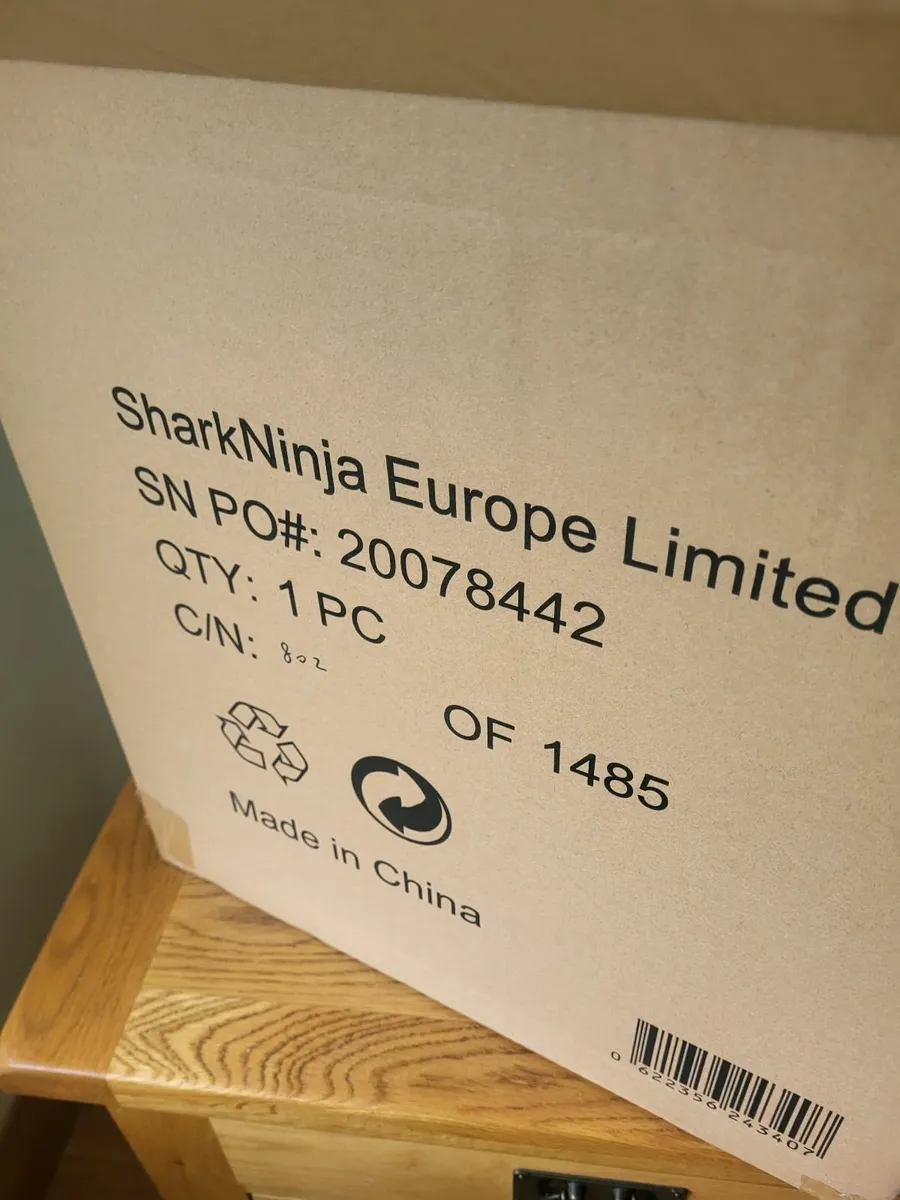 SharkNinja Europe Limited
SN PO#: 20078442
QTY: 1 PC
C/N: 802
OF 1485
Made in China
0 622356 243407